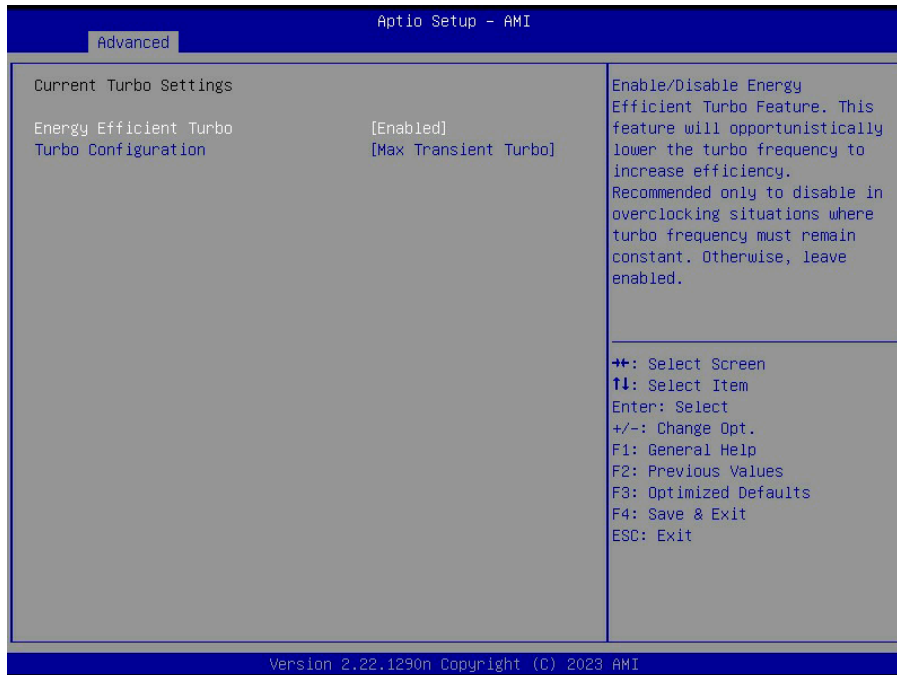 Aptio Setup – AMI
Advanced
Current Turbo Settings
Energy Efficient Turbo [Enabled]
Turbo Configuration [Max Transient Turbo]
Enable/Disable Energy
Efficient Turbo Feature. This
feature will opportunistically
lower the turbo frequency to
increase efficiency.
Recommended only to disable in
overclocking situations where
turbo frequency must remain
constant. Otherwise, leave
enabled.
→←: Select Screen
↑↓: Select Item
Enter: Select
+/-: Change Opt.
F1: General Help
F2: Previous Values
F3: Optimized Defaults
F4: Save & Exit
ESC: Exit
Version 2.22.1290n Copyright (C) 2023 AMI